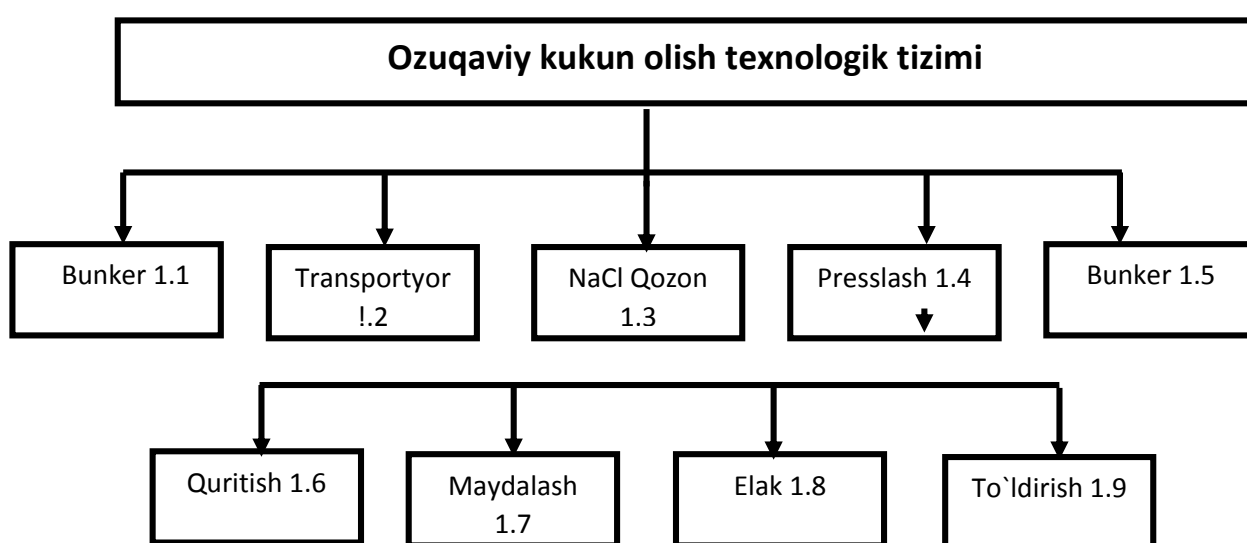 Ozuqaviy kukun olish texnologik tizimi
Bunker 1.1
Transportyor
!.2
NaCl Qozon
1.3
Presslash 1.4
Bunker 1.5
Quritish 1.6
Maydalash
1.7
Elak 1.8
To`ldirish 1.9